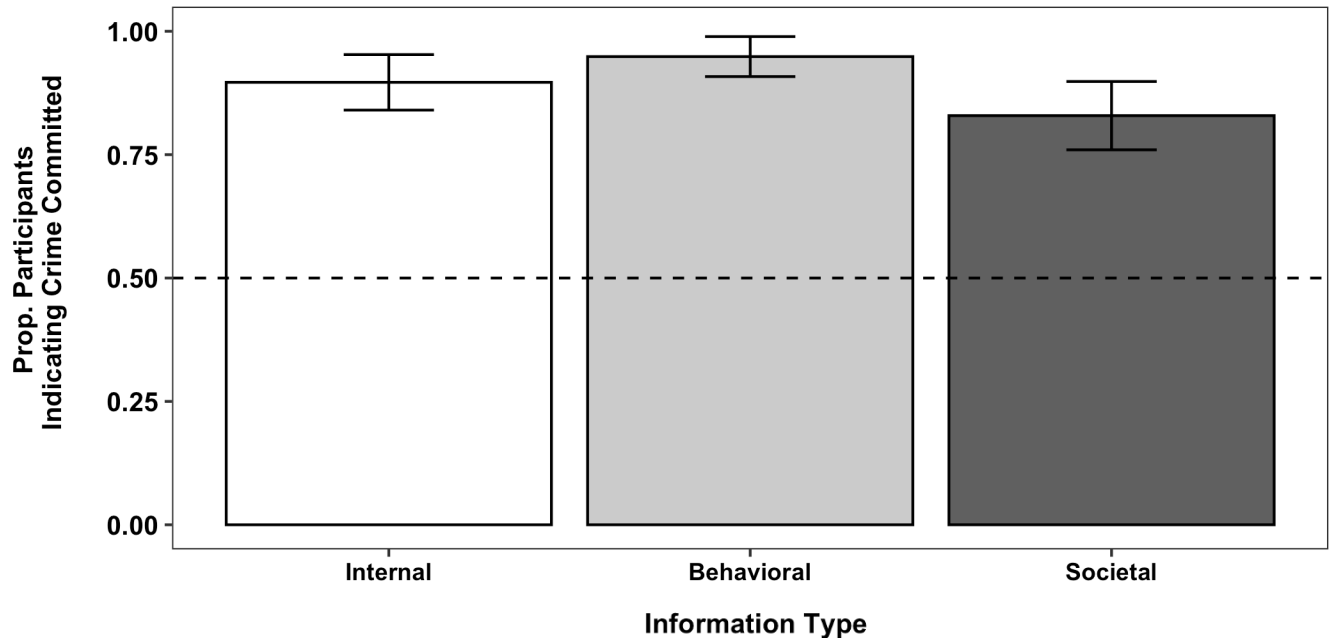 Prop. Participants
Indicating Crime Committed
1.00
0.75
0.50
0.25
0.00
Internal
Behavioral
Societal
Information Type